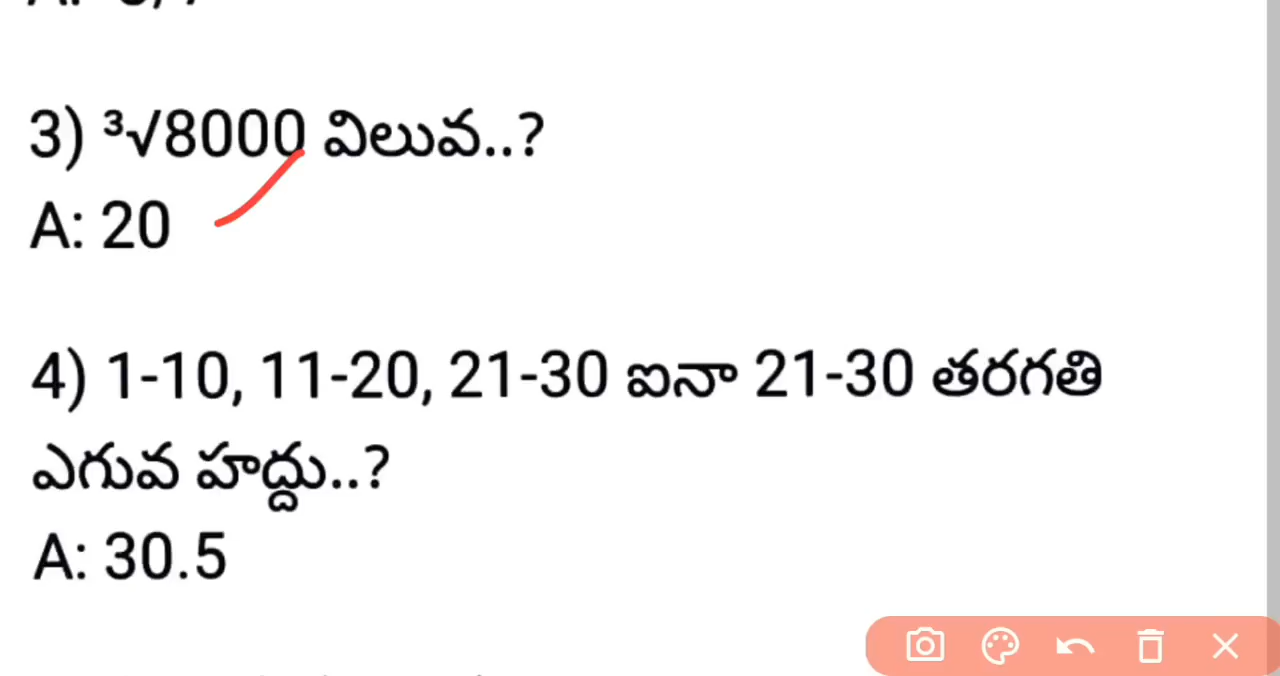 3) ³√8000 విలువ..?
A: 20
4) 1-10, 11-20, 21-30 ఐనా 21-30 తరగతి
ఎగువ హద్దు..?
A: 30.5